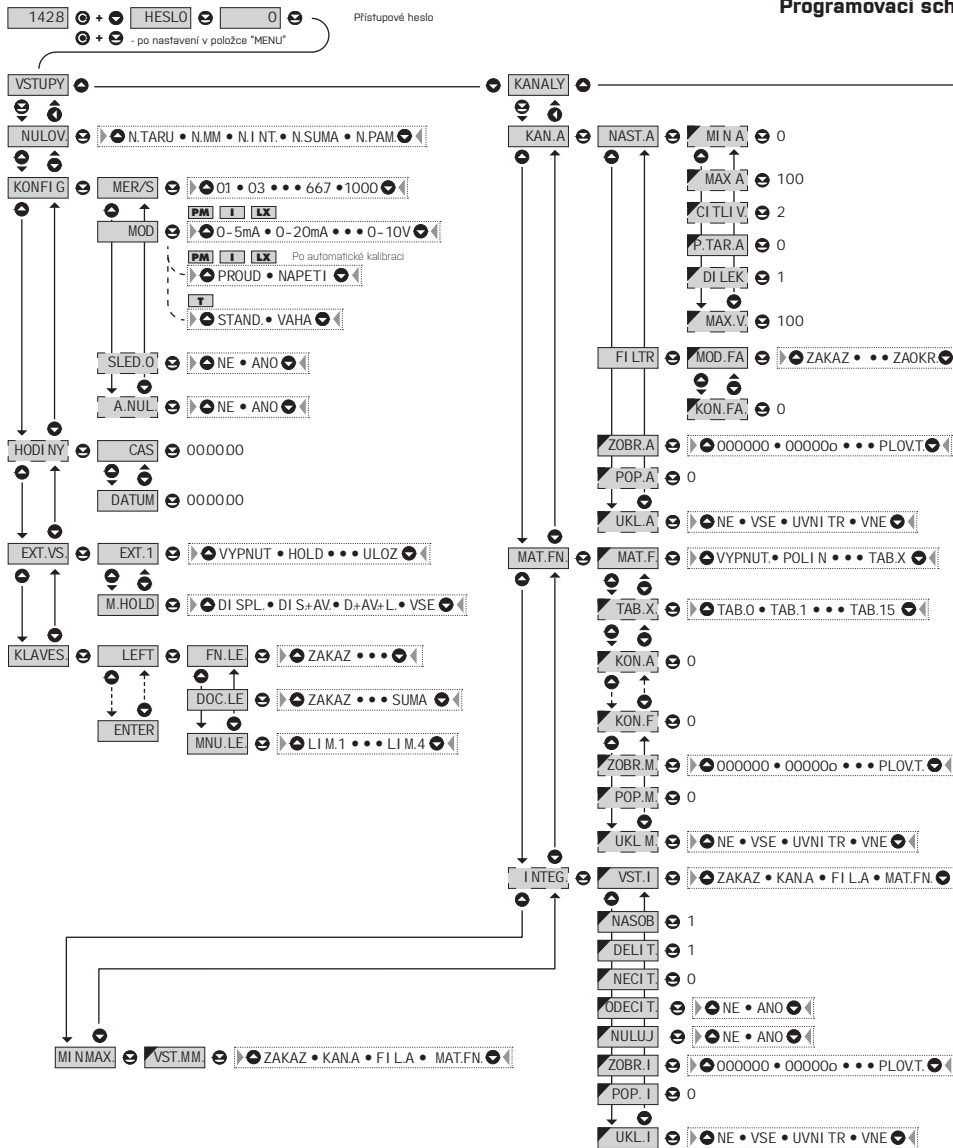 Programovací sch
1428 + HESLO 0 Přístupové heslo
+ - po nastavení v položce "MENU"
VSTUPY
NULOV. N.TARU • N.MM • N.INT. • N.SUMA • N.PAM.
KONFIG MER/S 01 • 03 • • • 667 •1000
PM I LX
MOD 0-5mA • 0-20mA • • • 0-10V
PM I LX Po automatické kalibraci
PROUD • NAPETI
T
STAND. • VAHA
SLED.0 NE • ANO
A.NUL. NE • ANO
HODINY CAS 00.00.00
DATUM 00.00.00
EXT.VS. EXT.1 VYPNUT • HOLD • • • ULOZ
M.HOLD DISPL. • DIS.+AV. • D.+AV+L. • VSE
KLAVES. LEFT FN.LE. ZAKAZ • • •
DOC.LE ZAKAZ • • • SUMA
ENTER
MNU.LE. LIM.1 • • • LIM.4
KANALY
KAN.A NAST.A MIN A 0
MAX A 100
CITLIV. 2
P.TAR.A 0
DILEK 1
MAX.V. 100
FILTR MOD.FA ZAKAZ • • • ZAOKR.
KON.FA. 0
ZOBR.A 000000 • 00000o • • • PLOV.T.
POP.A 0
UKL.A NE • VSE • UVNITR • VNE
MAT.FN. MAT.F. VYPNUT. • POLIN • • • TAB.X
TAB.X. TAB.0 • TAB.1 • • • TAB.15
KON.A 0
KON.F 0
ZOBR.M. 000000 • 00000o • • • PLOV.T.
POP.M. 0
UKL M. NE • VSE • UVNITR • VNE
INTEG. VST.I ZAKAZ • KAN.A • FIL.A • MAT.FN.
NASOB 1
DELIT. 1
NECIT. 0
ODECIT. NE • ANO
NULUJ NE • ANO
ZOBR.I 000000 • 00000o • • • PLOV.T.
POP. I 0
UKL.I NE • VSE • UVNITR • VNE
MINMAX. VST.MM. ZAKAZ • KAN.A • FIL.A • MAT.FN.